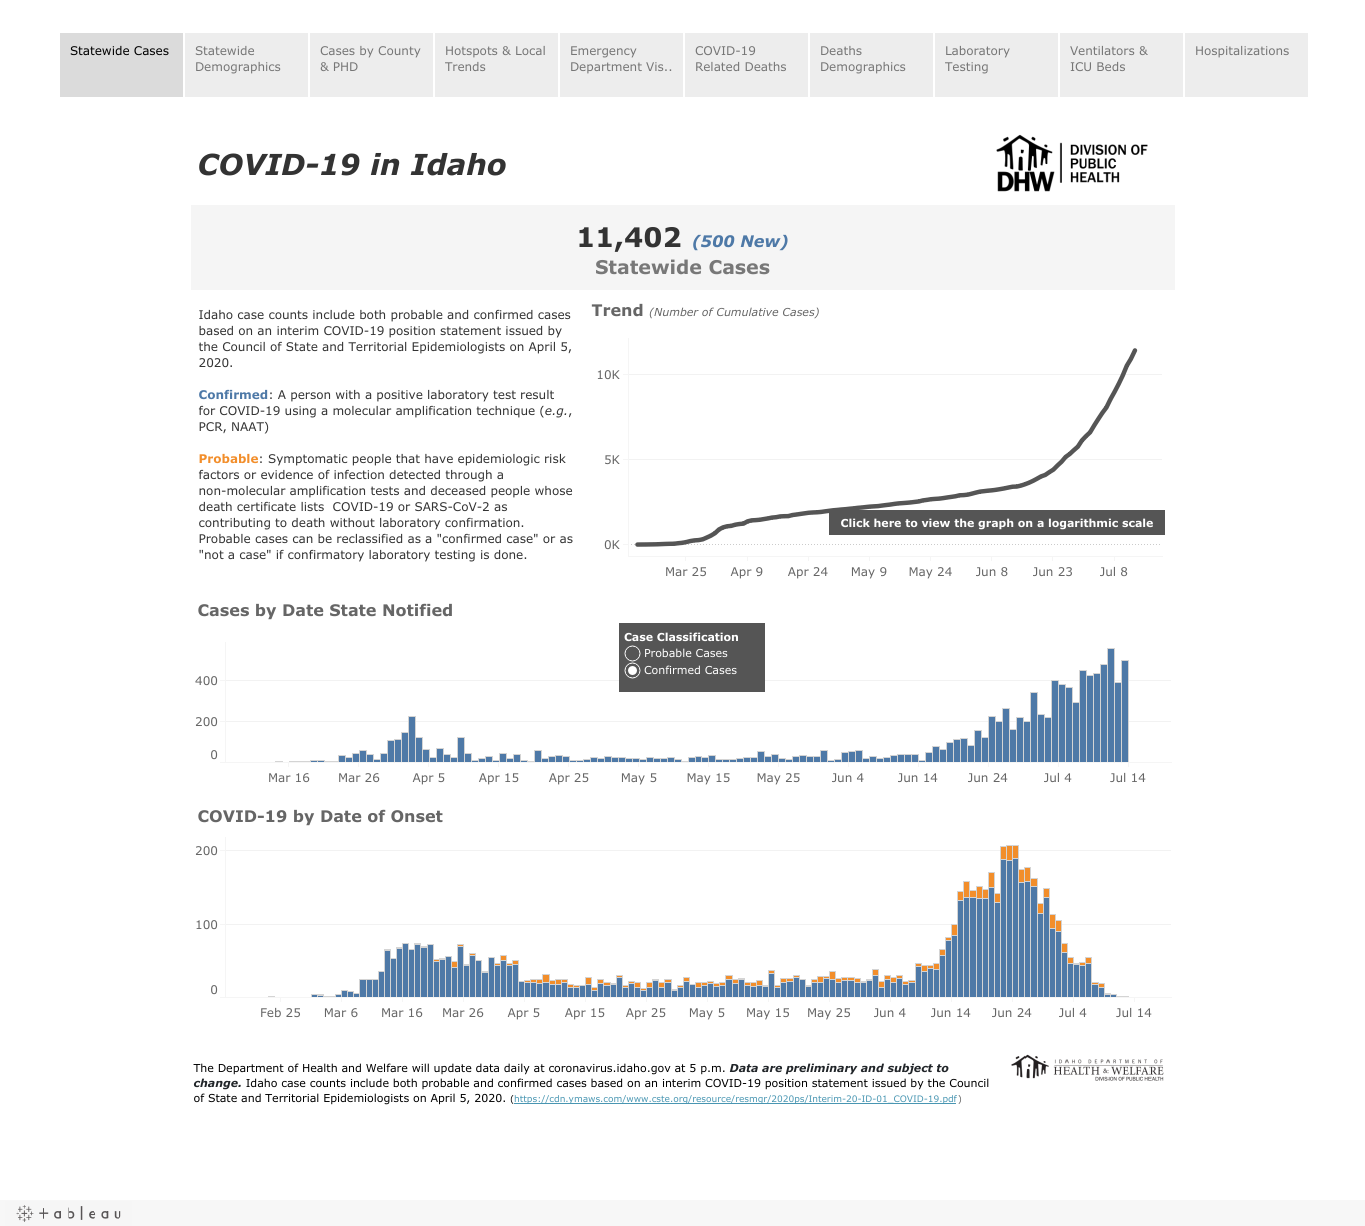 Statewide Cases
Statewide
Demographics
Cases by County
& PHD
Hotspots & Local
Trends
Emergency
Department Vis..
COVID-19
Related Deaths
Deaths
Demographics
Laboratory
Testing
Ventilators &
ICU Beds
Hospitalizations
COVID-19 in Idaho
DHW
DIVISION OF
PUBLIC
HEALTH
11,402 (500 New)
Statewide Cases
Idaho case counts include both probable and confirmed cases
based on an interim COVID-19 position statement issued by
the Council of State and Territorial Epidemiologists on April 5,
2020.
Confirmed: A person with a positive laboratory test result
for COVID-19 using a molecular amplification technique (e.g.,
PCR, NAAT)
Probable: Symptomatic people that have epidemiologic risk
factors or evidence of infection detected through a
non-molecular amplification tests and deceased people whose
death certificate lists  COVID-19 or SARS-CoV-2 as
contributing to death without laboratory confirmation.
Probable cases can be reclassified as a "confirmed case" or as
"not a case" if confirmatory laboratory testing is done.
Trend (Number of Cumulative Cases)
10K
5K
0K
Click here to view the graph on a logarithmic scale
Mar 25 Apr 9 Apr 24 May 9 May 24 Jun 8 Jun 23 Jul 8
Cases by Date State Notified
Case Classification
Probable Cases
Confirmed Cases
400
200
0
Mar 16 Mar 26 Apr 5 Apr 15 Apr 25 May 5 May 15 May 25 Jun 4 Jun 14 Jun 24 Jul 4 Jul 14
COVID-19 by Date of Onset
200
100
0
Feb 25 Mar 6 Mar 16 Mar 26 Apr 5 Apr 15 Apr 25 May 5 May 15 May 25 Jun 4 Jun 14 Jun 24 Jul 4 Jul 14
The Department of Health and Welfare will update data daily at coronavirus.idaho.gov at 5 p.m. Data are preliminary and subject to
change. Idaho case counts include both probable and confirmed cases based on an interim COVID-19 position statement issued by the Council
of State and Territorial Epidemiologists on April 5, 2020. (https://cdn.ymaws.com/www.cste.org/resource/resmgr/2020ps/Interim-20-ID-01_COVID-19.pdf)
IDAHO DEPARTMENT OF
HEALTH & WELFARE
DIVISION OF PUBLIC HEALTH
+ableau